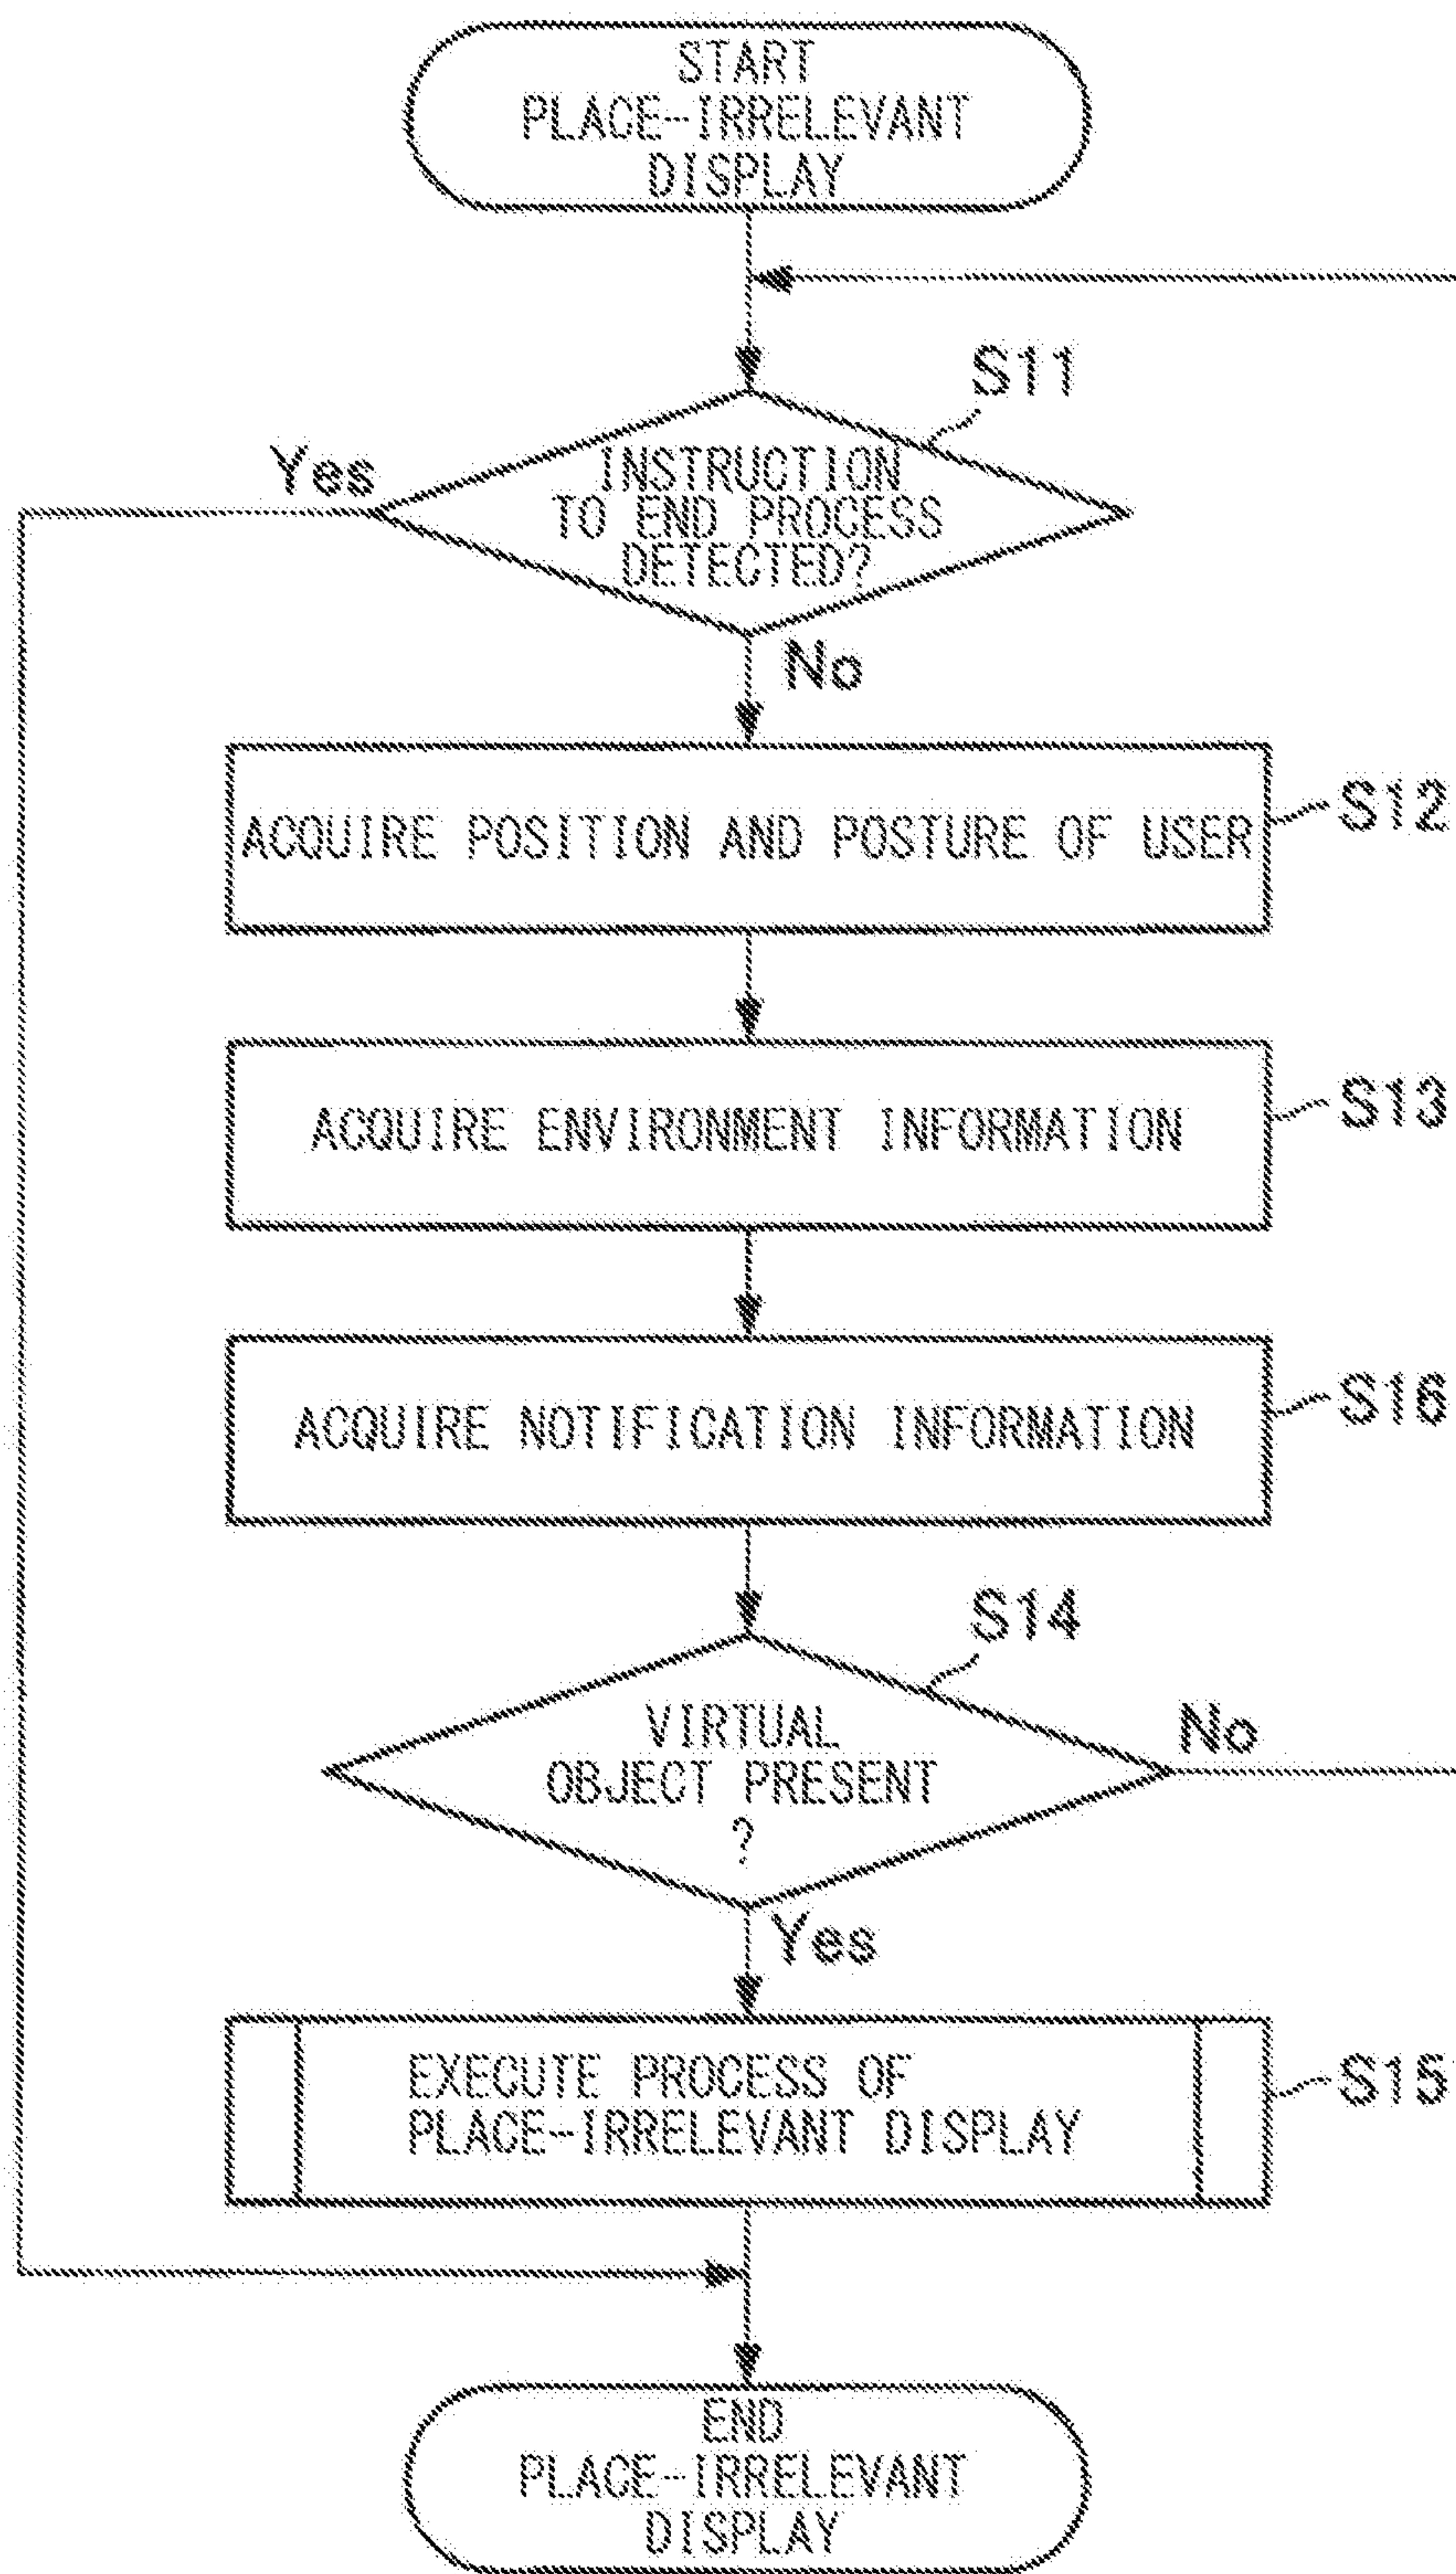 START
PLACE-IRRELEVANT
DISPLAY
S11
Yes
INSTRUCTION
TO END PROCESS
DETECTED?
No
ACQUIRE POSITION AND POSTURE OF USER
S12
ACQUIRE ENVIRONMENT INFORMATION
S13
ACQUIRE NOTIFICATION INFORMATION
S16
S14
VIRTUAL
OBJECT PRESENT
?
No
Yes
EXECUTE PROCESS OF
PLACE-IRRELEVANT DISPLAY
S15
END
PLACE-IRRELEVANT
DISPLAY